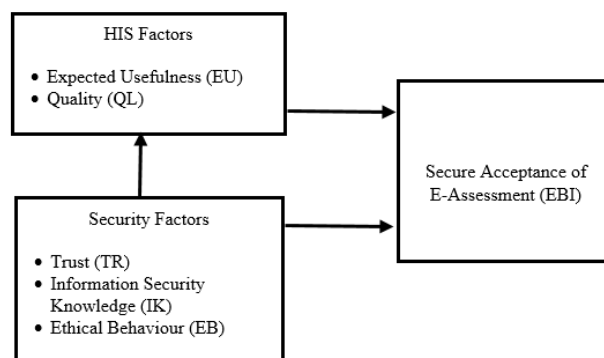 HIS Factors
• Expected Usefulness (EU)
• Quality (QL)
Secure Acceptance of
E-Assessment (EBI)
Security Factors
• Trust (TR)
• Information Security
Knowledge (IK)
• Ethical Behaviour (EB)